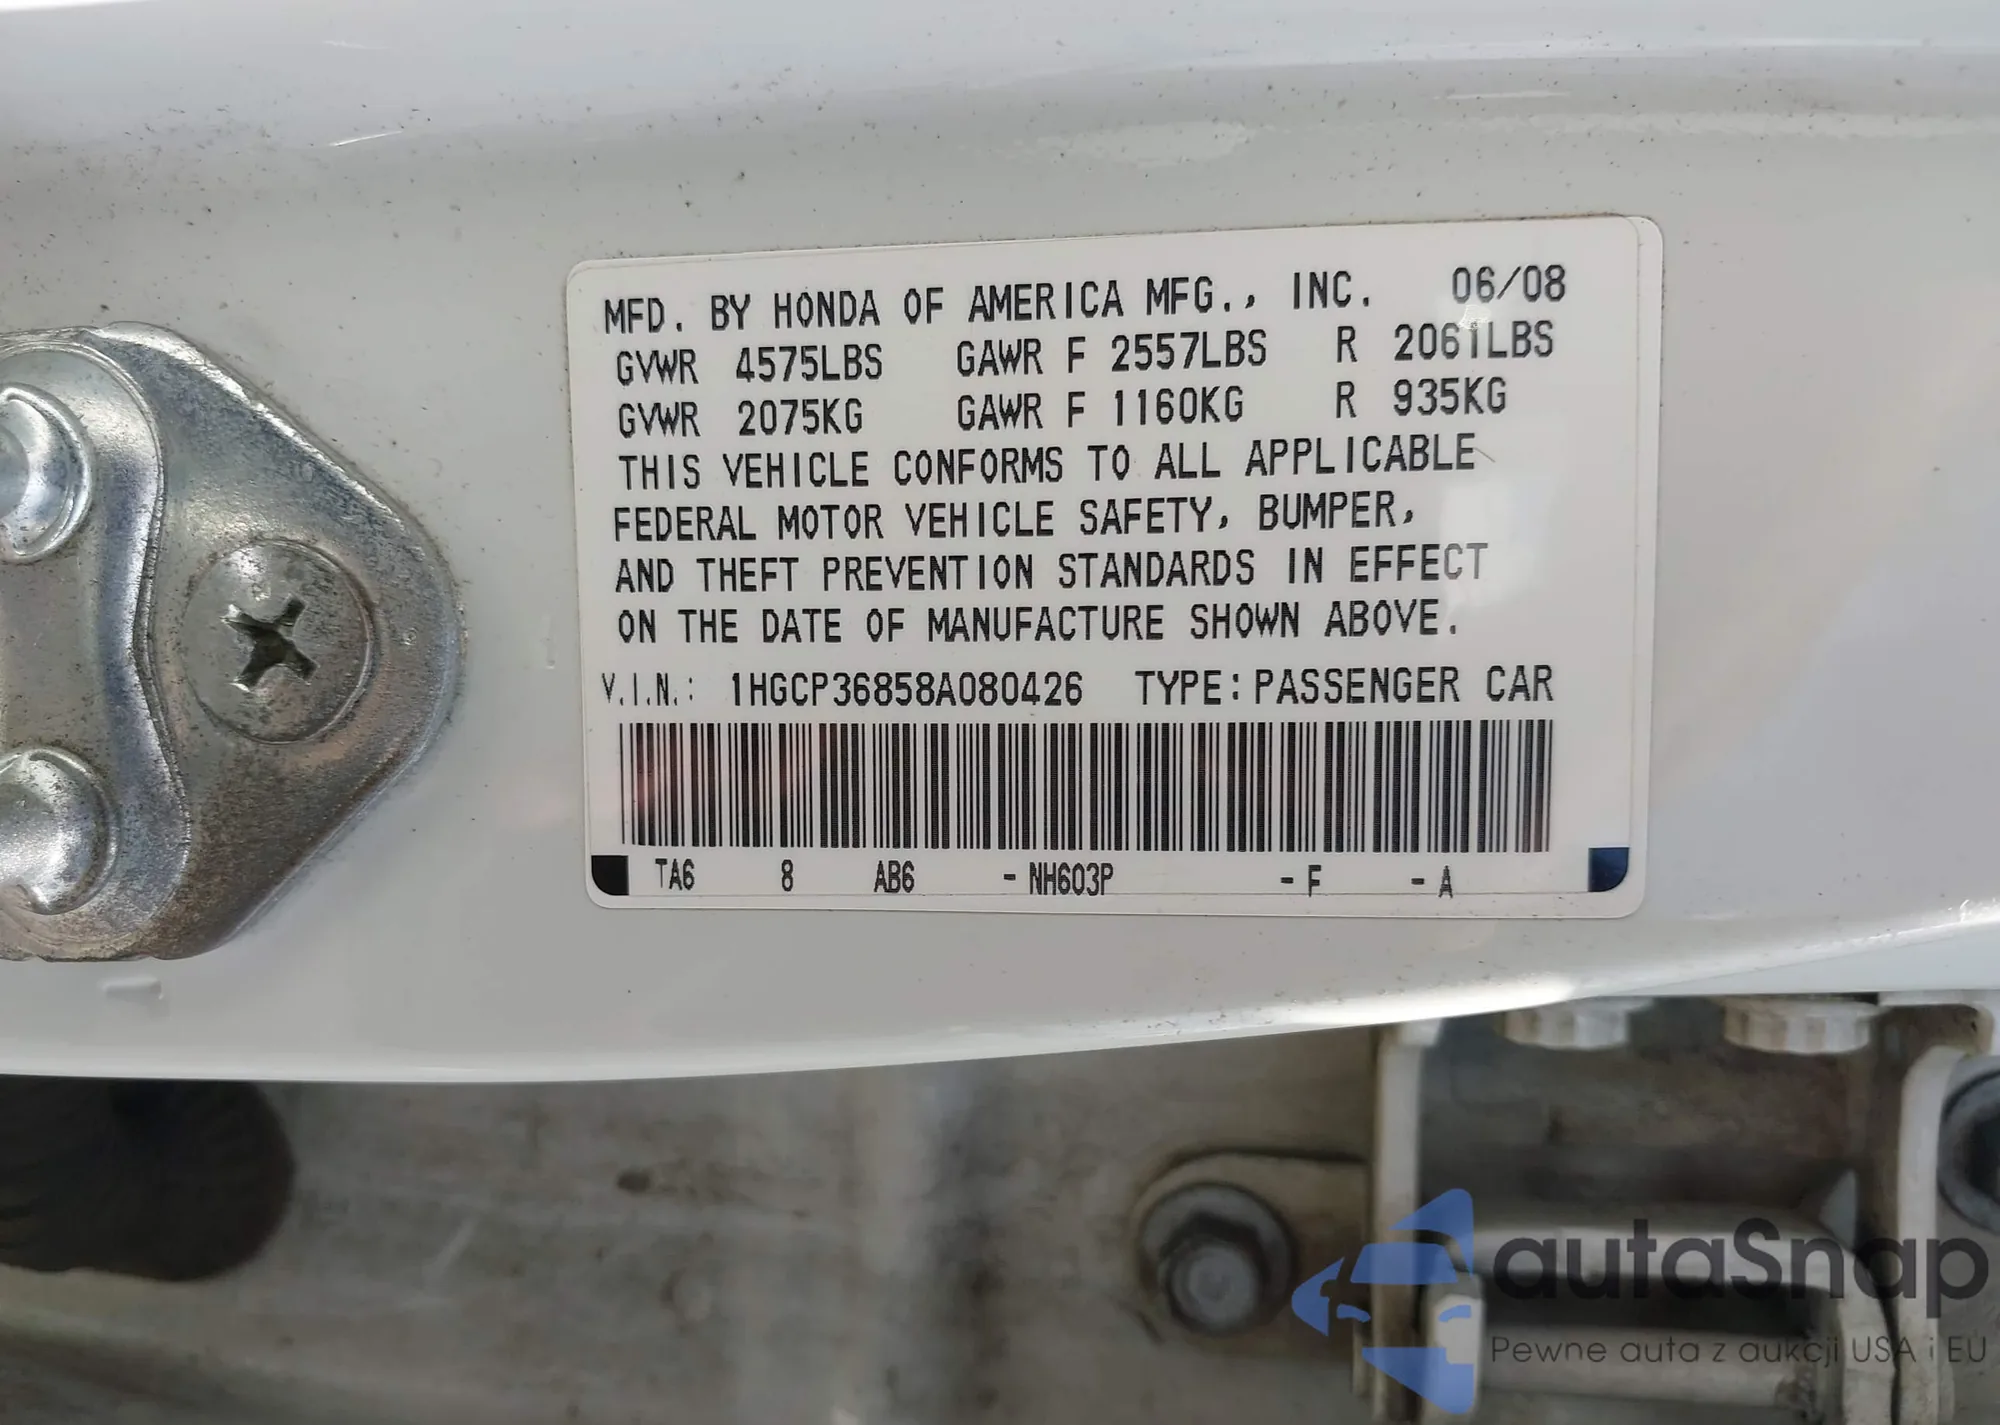 MFD. BY HONDA OF AMERICA MFG., INC. 06/08
GVWR 4575LBS GAWR F 2557LBS R 2061LBS
GVWR 2075KG GAWR F 1160KG R 935KG
THIS VEHICLE CONFORMS TO ALL APPLICABLE
FEDERAL MOTOR VEHICLE SAFETY, BUMPER,
AND THEFT PREVENTION STANDARDS IN EFFECT
ON THE DATE OF MANUFACTURE SHOWN ABOVE.
V.I.N.: 1HGCP36858A080426 TYPE: PASSENGER CAR
TA6 8 AB6 - NH603P - F - A
autaSnap
Pewne auta z aukcji USA i EU